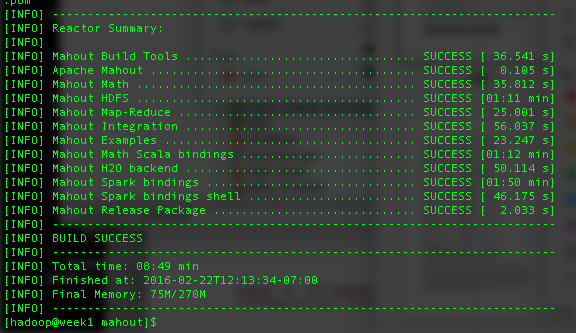 .pom
[INFO] ------------------------------------------------------------------------
[INFO] Reactor Summary:
[INFO]
[INFO] Mahout Build Tools ................................. SUCCESS [ 36.541 s]
[INFO] Apache Mahout ...................................... SUCCESS [  0.105 s]
[INFO] Mahout Math ........................................ SUCCESS [ 35.812 s]
[INFO] Mahout HDFS ........................................ SUCCESS [01:11 min]
[INFO] Mahout Map-Reduce .................................. SUCCESS [ 25.001 s]
[INFO] Mahout Integration ................................. SUCCESS [ 56.037 s]
[INFO] Mahout Examples .................................... SUCCESS [ 23.247 s]
[INFO] Mahout Math Scala bindings ......................... SUCCESS [01:12 min]
[INFO] Mahout H2O backend ................................. SUCCESS [ 50.114 s]
[INFO] Mahout Spark bindings .............................. SUCCESS [01:50 min]
[INFO] Mahout Spark bindings shell ........................ SUCCESS [ 46.175 s]
[INFO] Mahout Release Package ............................. SUCCESS [  2.033 s]
[INFO] ------------------------------------------------------------------------
[INFO] BUILD SUCCESS
[INFO] ------------------------------------------------------------------------
[INFO] Total time: 08:49 min
[INFO] Finished at: 2016-02-22T12:13:34-07:00
[INFO] Final Memory: 75M/270M
[INFO] ------------------------------------------------------------------------
[hadoop@week1 mahout]$